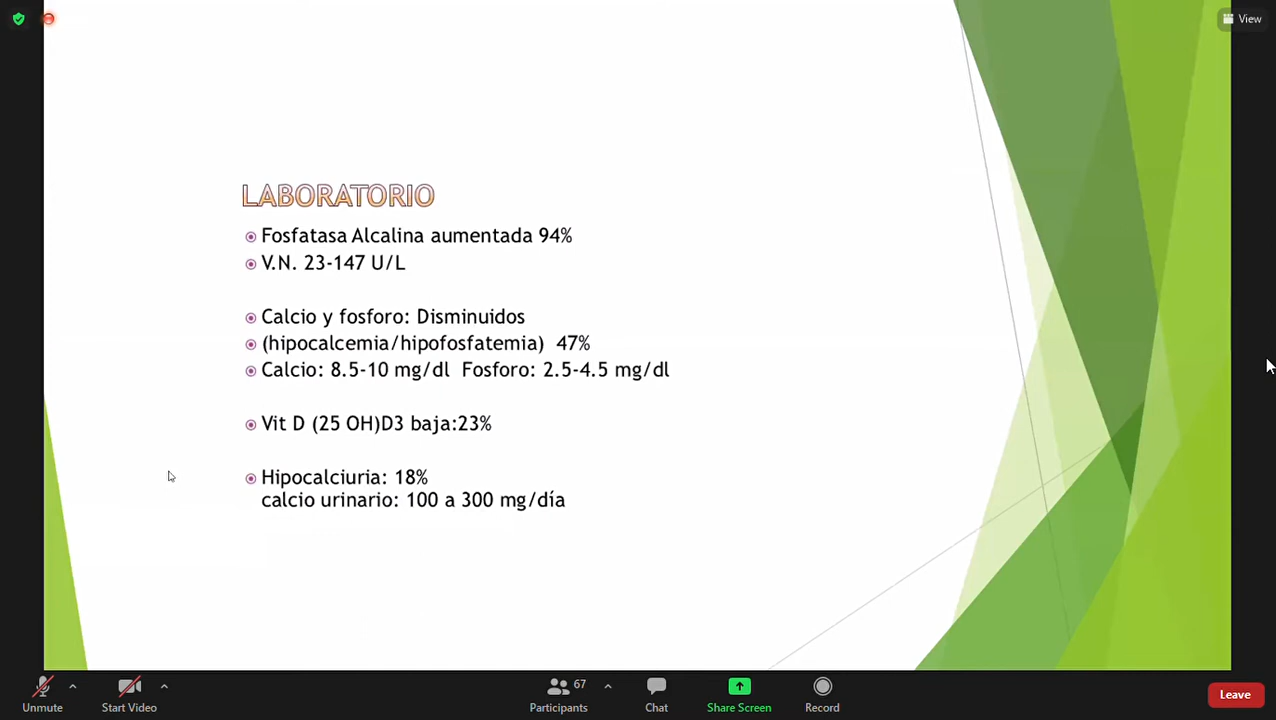 View
LABORATORIO
Fosfatasa Alcalina aumentada 94%
V.N. 23-147 U/L
Calcio y fosforo: Disminuidos
(hipocalcemia/hipofosfatemia) 47%
Calcio: 8.5-10 mg/dl Fosforo: 2.5-4.5 mg/dl
Vit D (25 OH)D3 baja:23%
Hipocalciuria: 18%
calcio urinario: 100 a 300 mg/día
67
Unmute Start Video Participants Chat Share Screen Record Leave